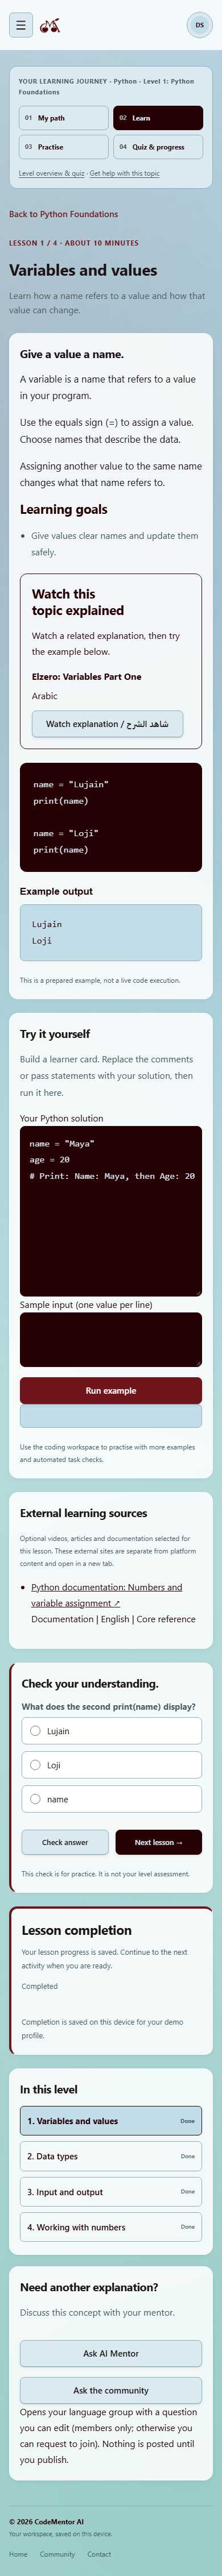 DS
YOUR LEARNING JOURNEY · Python · Level 1: Python
Foundations
01 My path
02 Learn
03 Practise
04 Quiz & progress
Level overview & quiz · Get help with this topic
Back to Python Foundations
LESSON 1 / 4 · ABOUT 10 MINUTES
Variables and values
Learn how a name refers to a value and how that
value can change.
Give a value a name.
A variable is a name that refers to a value
in your program.
Use the equals sign (=) to assign a value.
Choose names that describe the data.
Assigning another value to the same name
changes what that name refers to.
Learning goals
• Give values clear names and update them
safely.
Watch this
topic explained
Watch a related explanation, then try
the example below.
Elzero: Variables Part One
Arabic
Watch explanation / شاهد الشرح
name = "Lujain"
print(name)
name = "Loji"
print(name)
Example output
Lujain
Loji
This is a prepared example, not a live code execution.
Try it yourself
Build a learner card. Replace the comments
or pass statements with your solution, then
run it here.
Your Python solution
name = "Maya"
age = 20
# Print: Name: Maya, then Age: 20
Sample input (one value per line)
Run example
Use the coding workspace to practise with more examples
and automated task checks.
External learning sources
Optional videos, articles and documentation selected for
this lesson. These external sites are separate from platform
content and open in a new tab.
• Python documentation: Numbers and
variable assignment ↗
Documentation | English | Core reference
Check your understanding.
What does the second print(name) display?
Lujain
Loji
name
Check answer
Next lesson →
This check is for practice. It is not your level assessment.
Lesson completion
Your lesson progress is saved. Continue to the next
activity when you are ready.
Completed
Completion is saved on this device for your demo
profile.
In this level
1. Variables and values Done
2. Data types Done
3. Input and output Done
4. Working with numbers Done
Need another explanation?
Discuss this concept with your mentor.
Ask AI Mentor
Ask the community
Opens your language group with a question
you can edit (members only; otherwise you
can request to join). Nothing is posted until
you publish.
© 2026 CodeMentor AI
Your workspace, saved on this device.
Home Community Contact